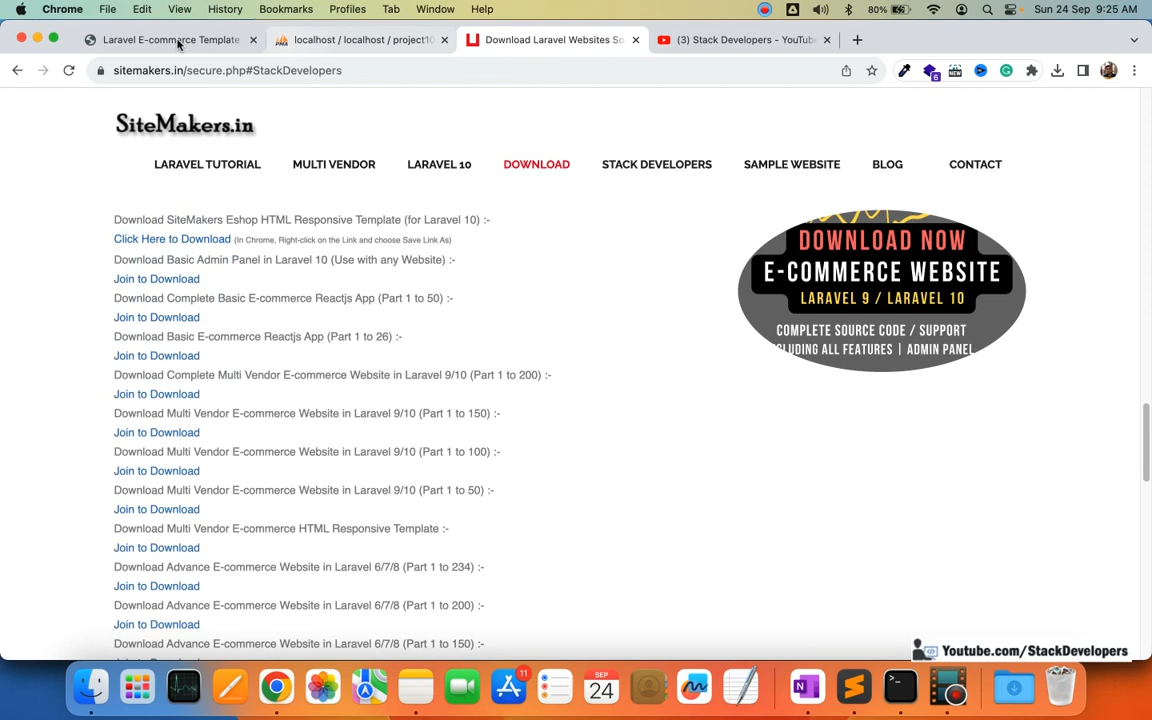 Chrome File Edit View History Bookmarks Profiles Tab Window Help 80% Sun 24 Sep 9:25 AM
Laravel E-commerce Template localhost / localhost / project10 Download Laravel Websites So (3) Stack Developers - YouTube
sitemakers.in/secure.php#StackDevelopers 6 NEW
SiteMakers.in
LARAVEL TUTORIAL MULTI VENDOR LARAVEL 10 DOWNLOAD STACK DEVELOPERS SAMPLE WEBSITE BLOG CONTACT
Download SiteMakers Eshop HTML Responsive Template (for Laravel 10) :-
Click Here to Download (In Chrome, Right-click on the Link and choose Save Link As)
Download Basic Admin Panel in Laravel 10 (Use with any Website) :-
Join to Download
Download Complete Basic E-commerce Reactjs App (Part 1 to 50) :-
Join to Download
Download Basic E-commerce Reactjs App (Part 1 to 26) :-
Join to Download
Download Complete Multi Vendor E-commerce Website in Laravel 9/10 (Part 1 to 200) :-
Join to Download
Download Multi Vendor E-commerce Website in Laravel 9/10 (Part 1 to 150) :-
Join to Download
Download Multi Vendor E-commerce Website in Laravel 9/10 (Part 1 to 100) :-
Join to Download
Download Multi Vendor E-commerce Website in Laravel 9/10 (Part 1 to 50) :-
Join to Download
Download Multi Vendor E-commerce HTML Responsive Template :-
Join to Download
Download Advance E-commerce Website in Laravel 6/7/8 (Part 1 to 234) :-
Join to Download
Download Advance E-commerce Website in Laravel 6/7/8 (Part 1 to 200) :-
Join to Download
Download Advance E-commerce Website in Laravel 6/7/8 (Part 1 to 150) :-
DOWNLOAD NOW
E-COMMERCE WEBSITE
LARAVEL 9 / LARAVEL 10
COMPLETE SOURCE CODE / SUPPORT
CLUDING ALL FEATURES | ADMIN PANEL
Youtube.com/StackDevelopers
11
SEP
24